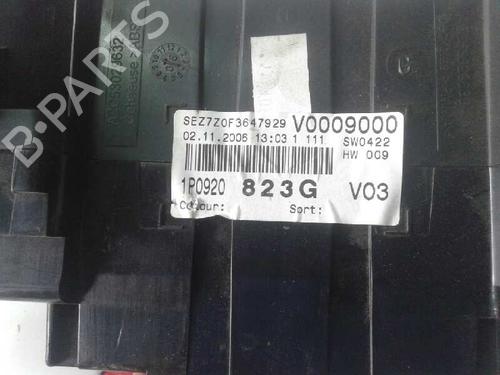 B-PARTS
SEZ7Z0F3647929 V0009000
02.11.2006 13:03 1 111 SW0422
HW 009
1P0920 823G V03
Colour: Sort: